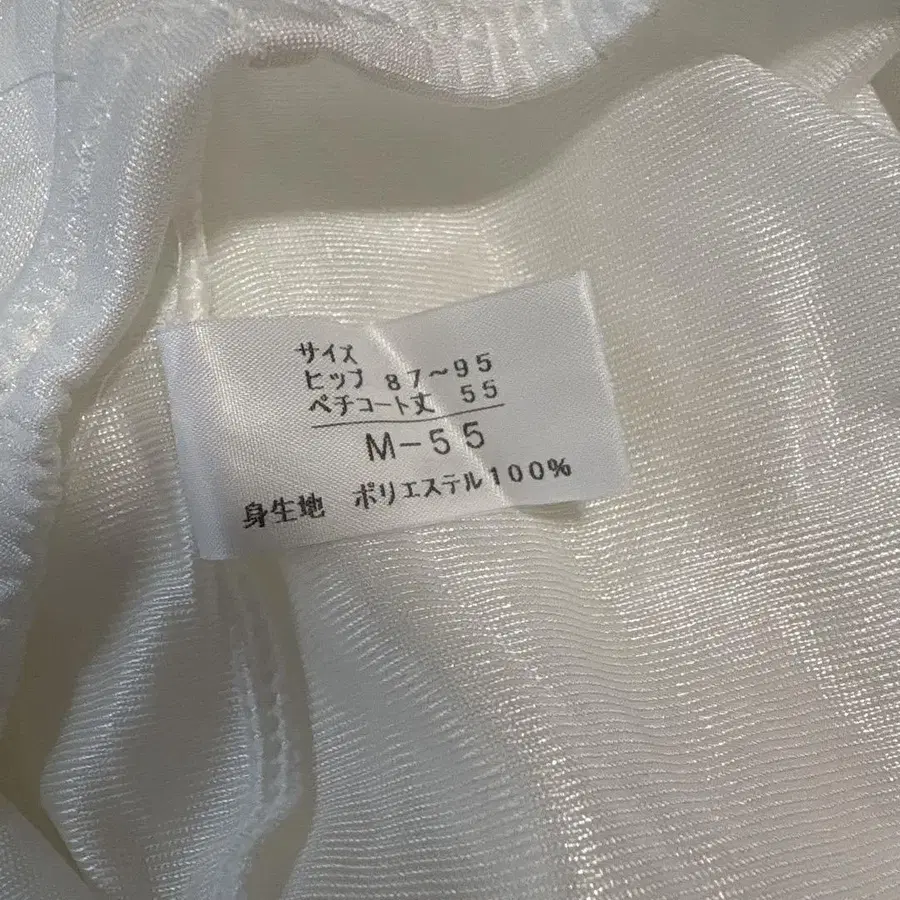 サイズ
ヒップ 87~95
ペチコート丈 55
M-55
身生地 ポリエステル100%